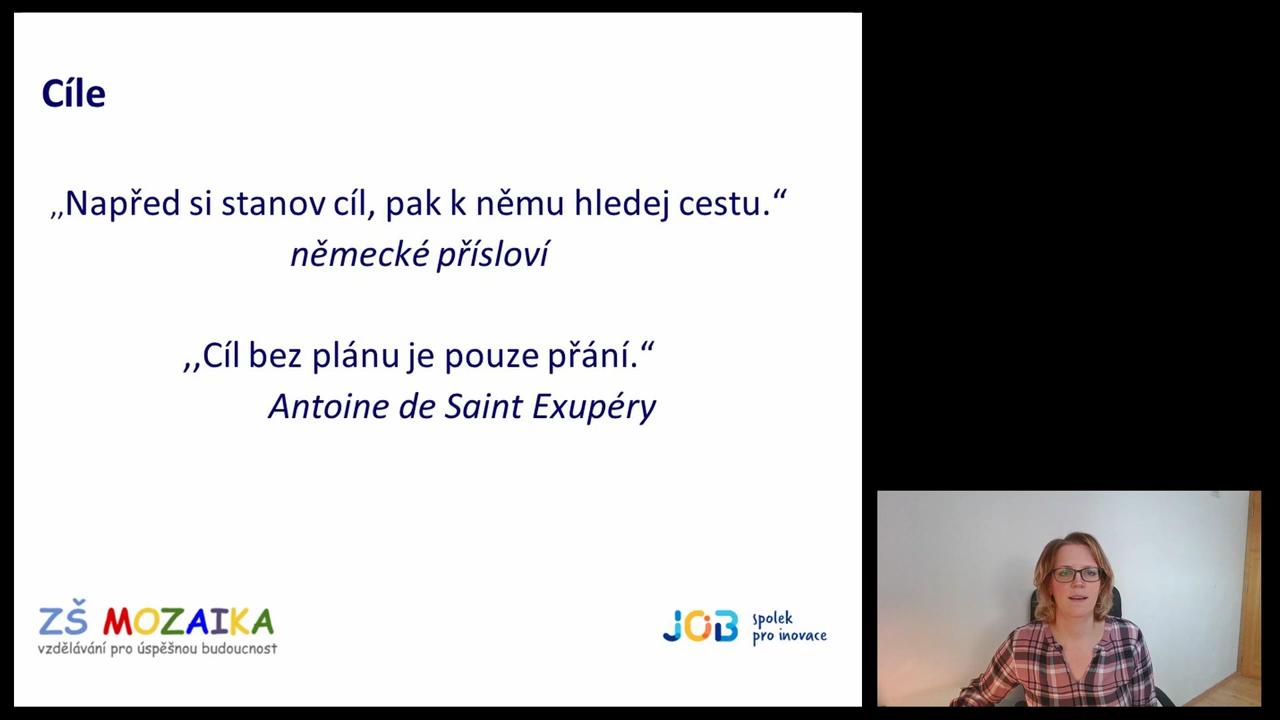 Cíle
„Napřed si stanov cíl, pak k němu hledej cestu.“
německé přísloví
,,Cíl bez plánu je pouze přání.“
Antoine de Saint Exupéry
ZŠ MOZAIKA
vzdělávání pro úspěšnou budoucnost
JOB spolek
pro inovace